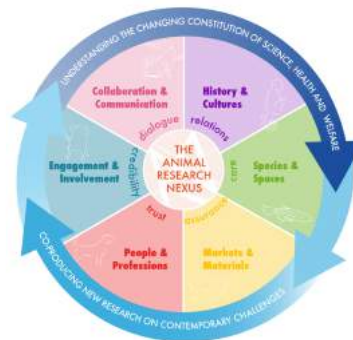 UNDERSTANDING THE CHANGING CONSTITUTION OF SCIENCE, HEALTH AND WELFARE
Collaboration &
Communication
History &
Cultures
dialogue
relations
Engagement &
Involvement
credibility
THE
ANIMAL
RESEARCH
NEXUS
care
Species &
Spaces
trust
assurance
People &
Professions
Markets &
Materials
CO-PRODUCING NEW RESEARCH ON CONTEMPORARY CHALLENGES